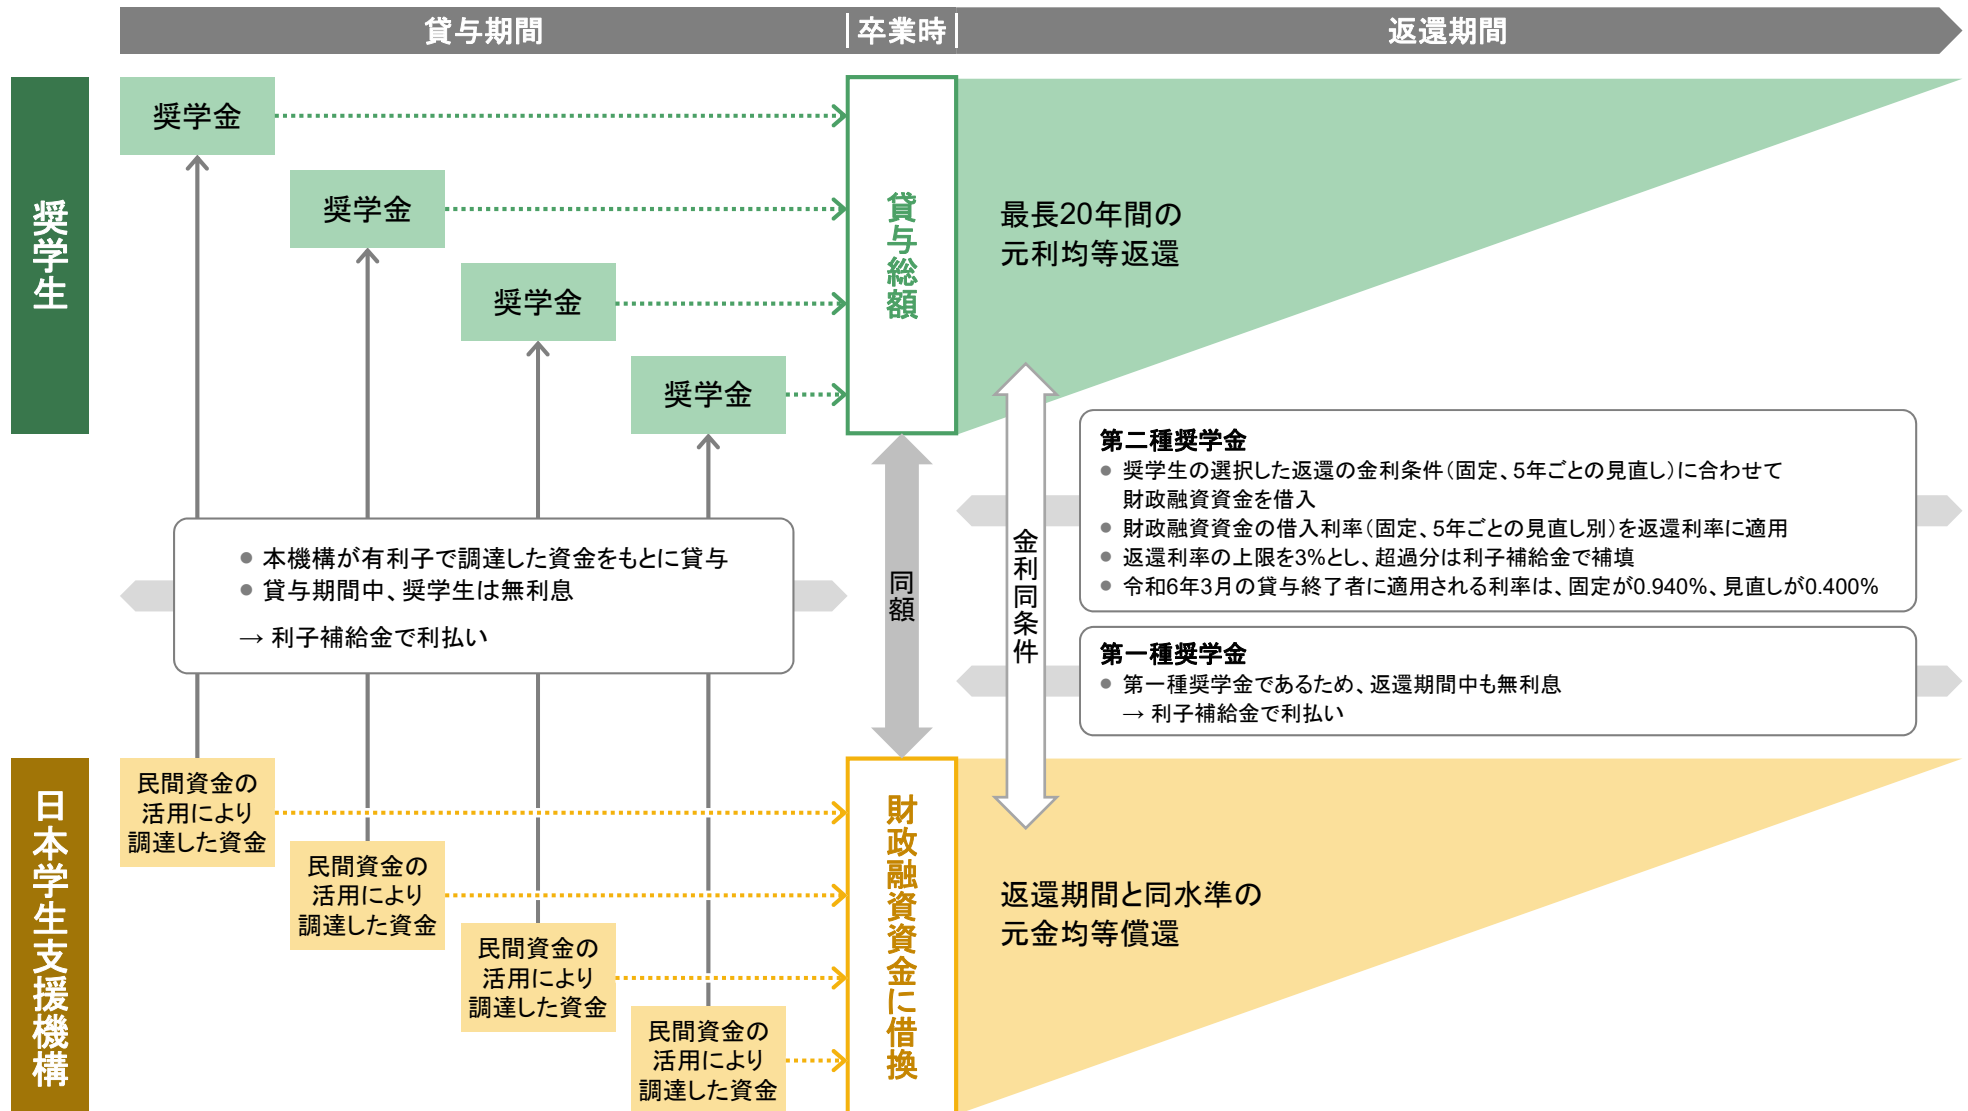 貸与期間
卒業時
返還期間
奨学生
奨学金
奨学金
奨学金
奨学金
貸与総額
最長20年間の
元利均等返還
● 本機構が有利子で調達した資金をもとに貸与
● 貸与期間中、奨学生は無利息
→ 利子補給金で利払い
同額
金利同条件
第二種奨学金
● 奨学生の選択した返還の金利条件（固定、5年ごとの見直し）に合わせて
財政融資資金を借入
● 財政融資資金の借入利率（固定、5年ごとの見直し別）を返還利率に適用
● 返還利率の上限を3%とし、超過分は利子補給金で補填
● 令和6年3月の貸与終了者に適用される利率は、固定が0.940%、見直しが0.400%
第一種奨学金
● 第一種奨学金であるため、返還期間中も無利息
→ 利子補給金で利払い
日本学生支援機構
民間資金の
活用により
調達した資金
民間資金の
活用により
調達した資金
民間資金の
活用により
調達した資金
民間資金の
活用により
調達した資金
財政融資資金に借換
返還期間と同水準の
元金均等償還